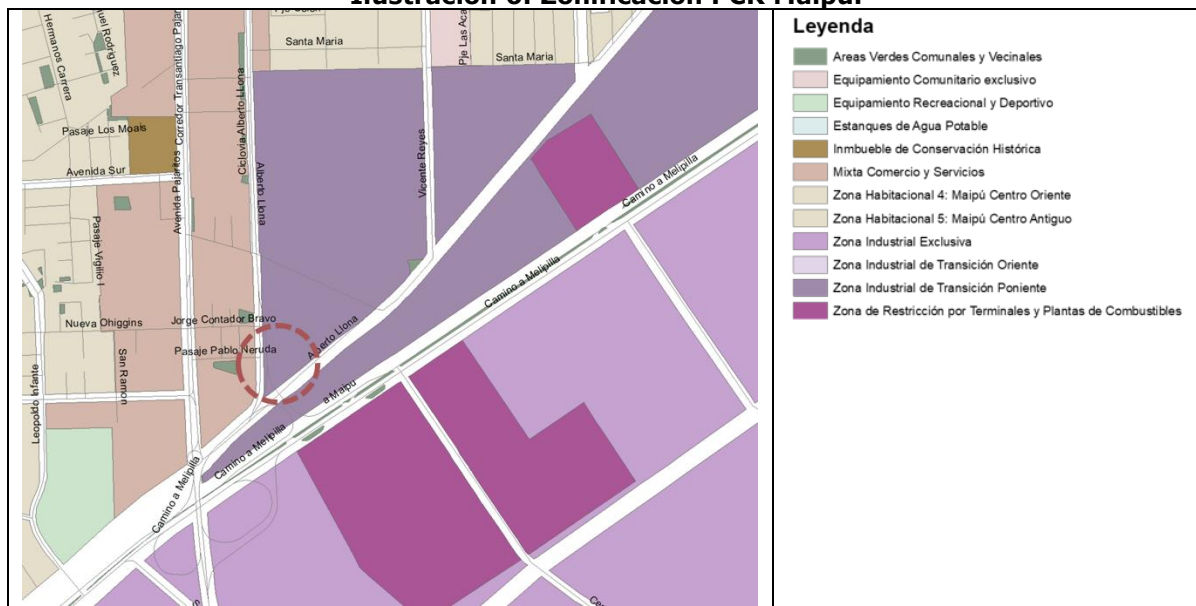 Ilustración 6. Zonificación PCR Maipú.
Hermanos Carrera
Santa Maria
Pje Las Aca
Santa Maria
Pasaje Los Moais
Avenida Sur
Avenida Pajaritos
Corredor Transantiago Pajar
Ciclovia Alberto Llona
Alberto Llona
Vicente Reyes
Camino a Melipilla
Camino a Melipilla
Pasaje Virgilio I
Nueva Ohiggins
Jorge Contador Bravo
Pasaje Pablo Neruda
Alberto Llona
San Ramon
Leopoldo Infante
a Maipu
Camino a Melipilla
Camino a Melipilla
Leyenda
Areas Verdes Comunales y Vecinales
Equipamiento Comunitario exclusivo
Equipamiento Recreacional y Deportivo
Estanques de Agua Potable
Inmbueble de Conservación Histórica
Mixta Comercio y Servicios
Zona Habitacional 4: Maipú Centro Oriente
Zona Habitacional 5: Maipú Centro Antiguo
Zona Industrial Exclusiva
Zona Industrial de Transición Oriente
Zona Industrial de Transición Poniente
Zona de Restricción por Terminales y Plantas de Combustibles